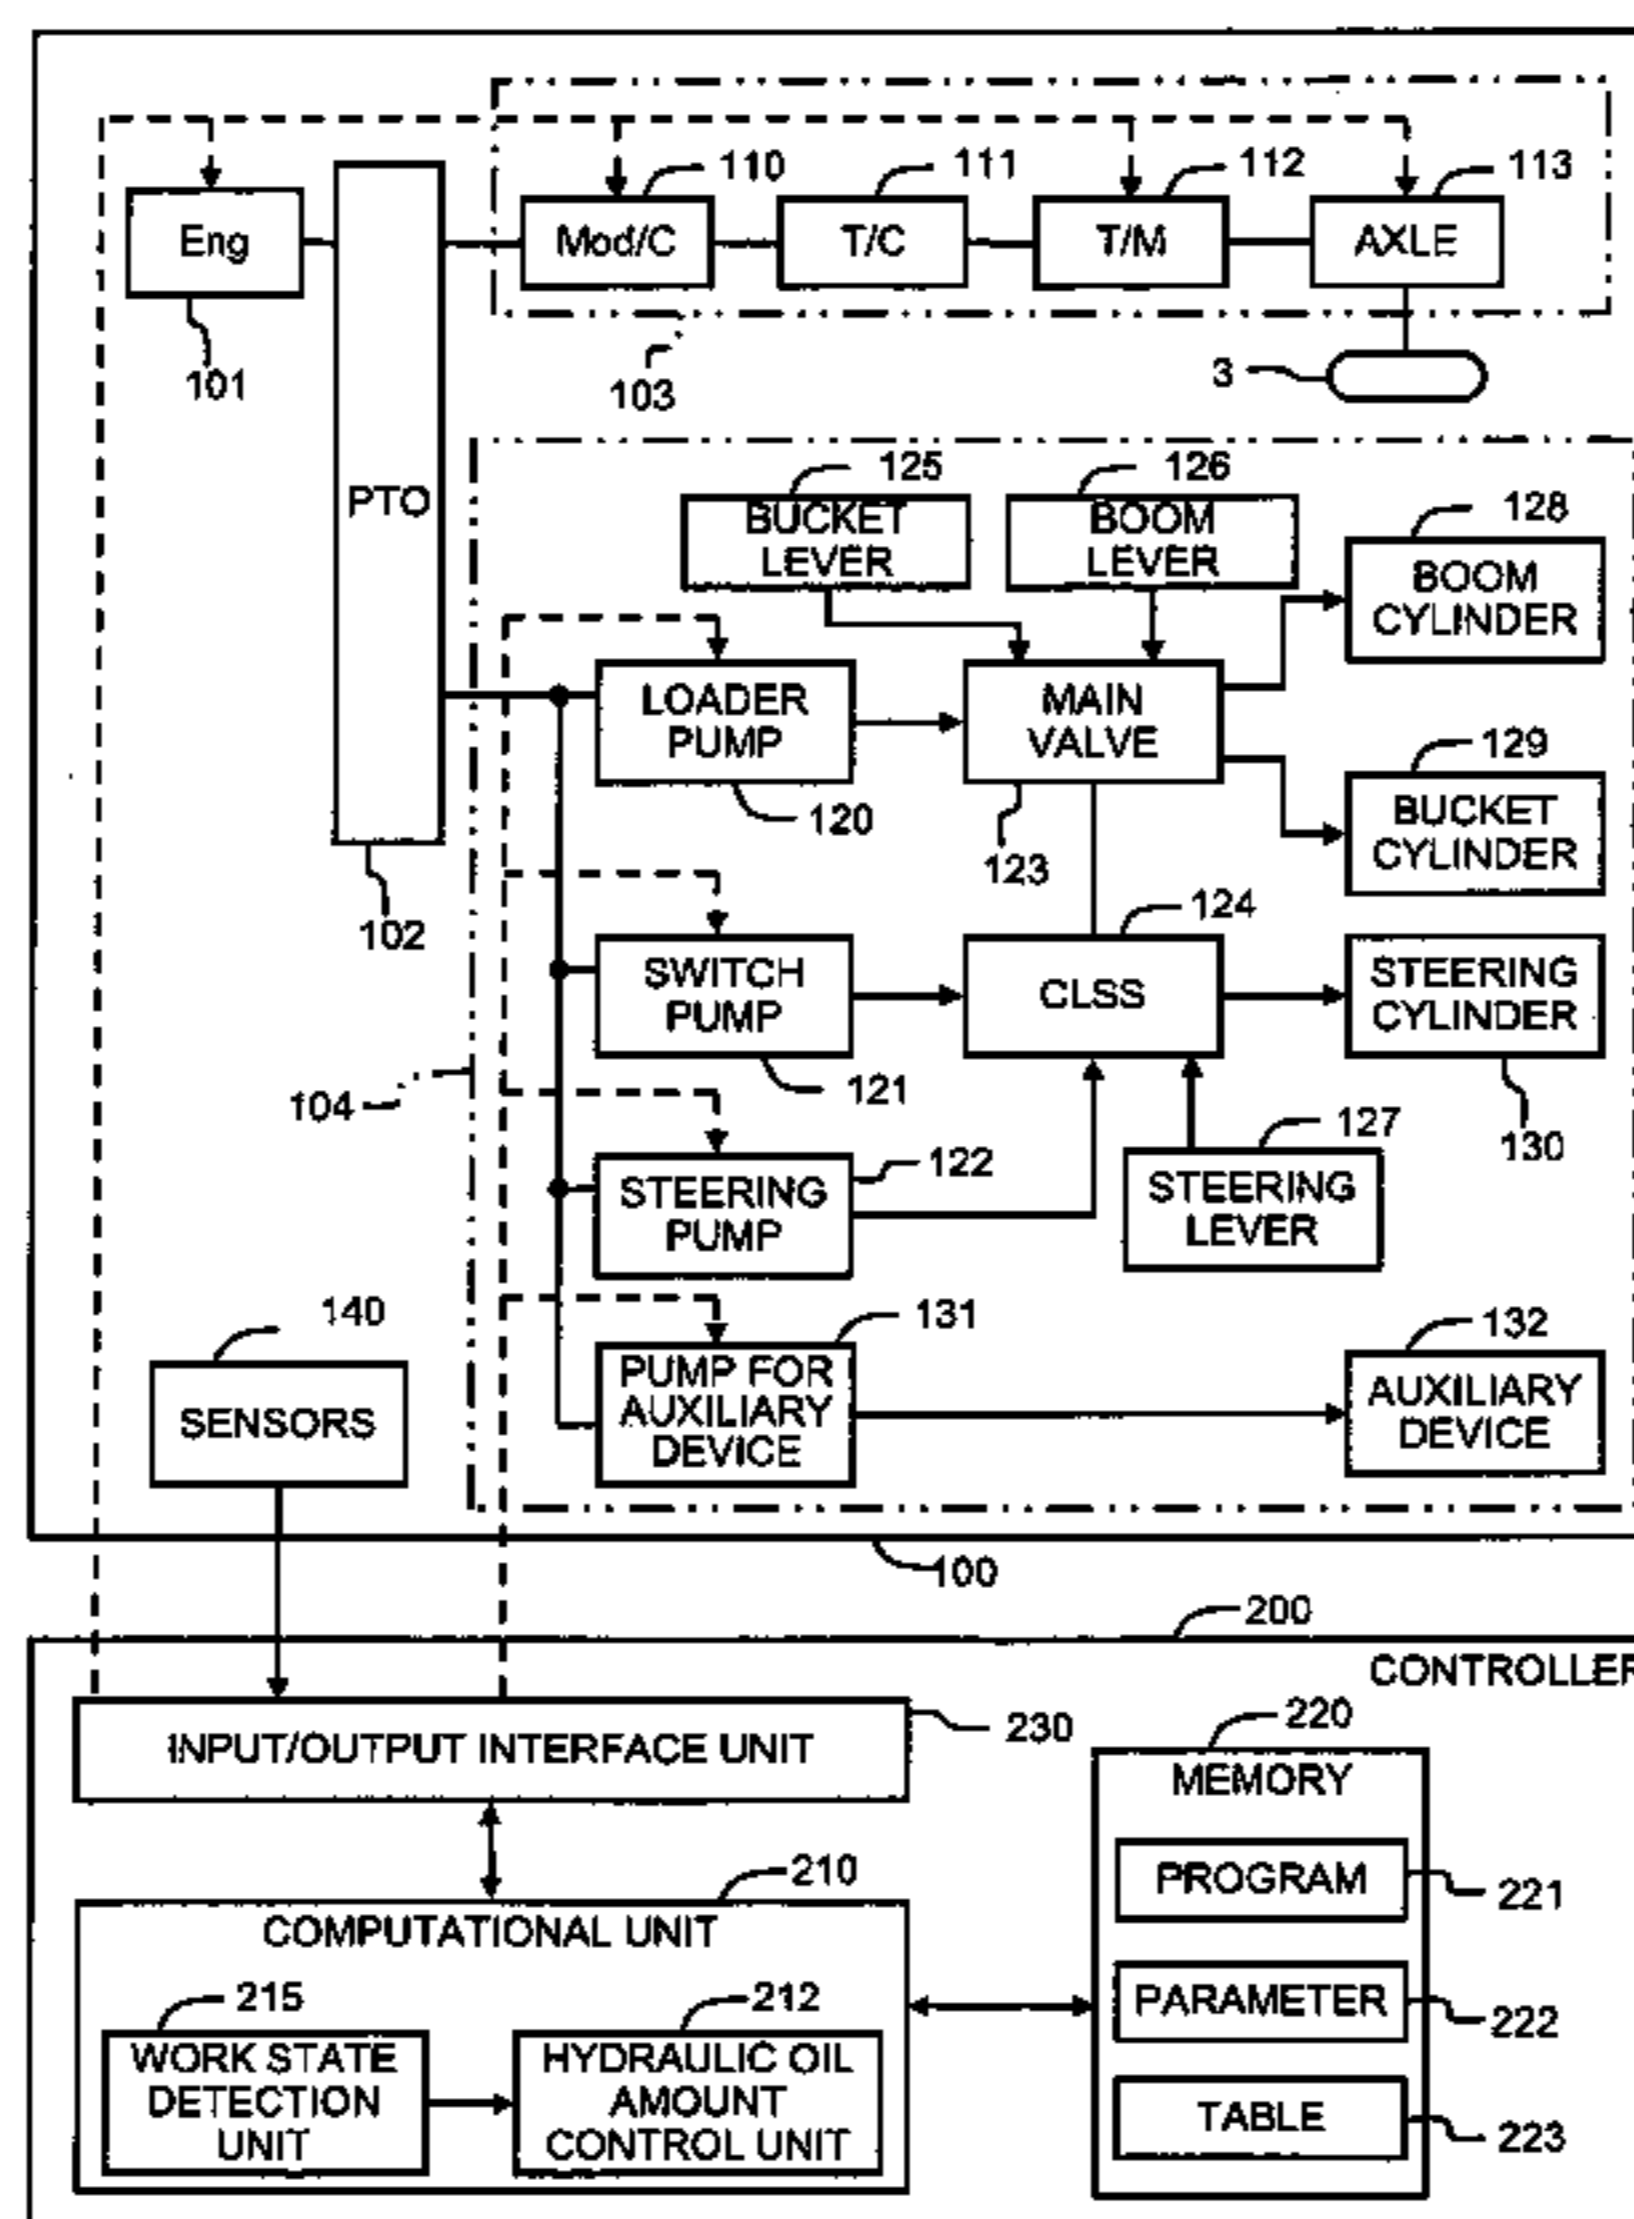 110
111
112
113
Eng
Mod/C
T/C
T/M
AXLE
101
103
3
PTO
125
126
128
BUCKET
LEVER
BOOM
LEVER
BOOM
CYLINDER
LOADER
PUMP
MAIN
VALVE
129
120
123
BUCKET
CYLINDER
102
124
SWITCH
PUMP
CLSS
STEERING
CYLINDER
104
121
127
130
122
STEERING
PUMP
STEERING
LEVER
140
131
132
SENSORS
PUMP FOR
AUXILIARY
DEVICE
AUXILIARY
DEVICE
100
200
CONTROLLER
230
220
INPUT/OUTPUT INTERFACE UNIT
MEMORY
210
PROGRAM
221
COMPUTATIONAL UNIT
215
212
PARAMETER
222
WORK STATE
DETECTION
UNIT
HYDRAULIC OIL
AMOUNT
CONTROL UNIT
TABLE
223